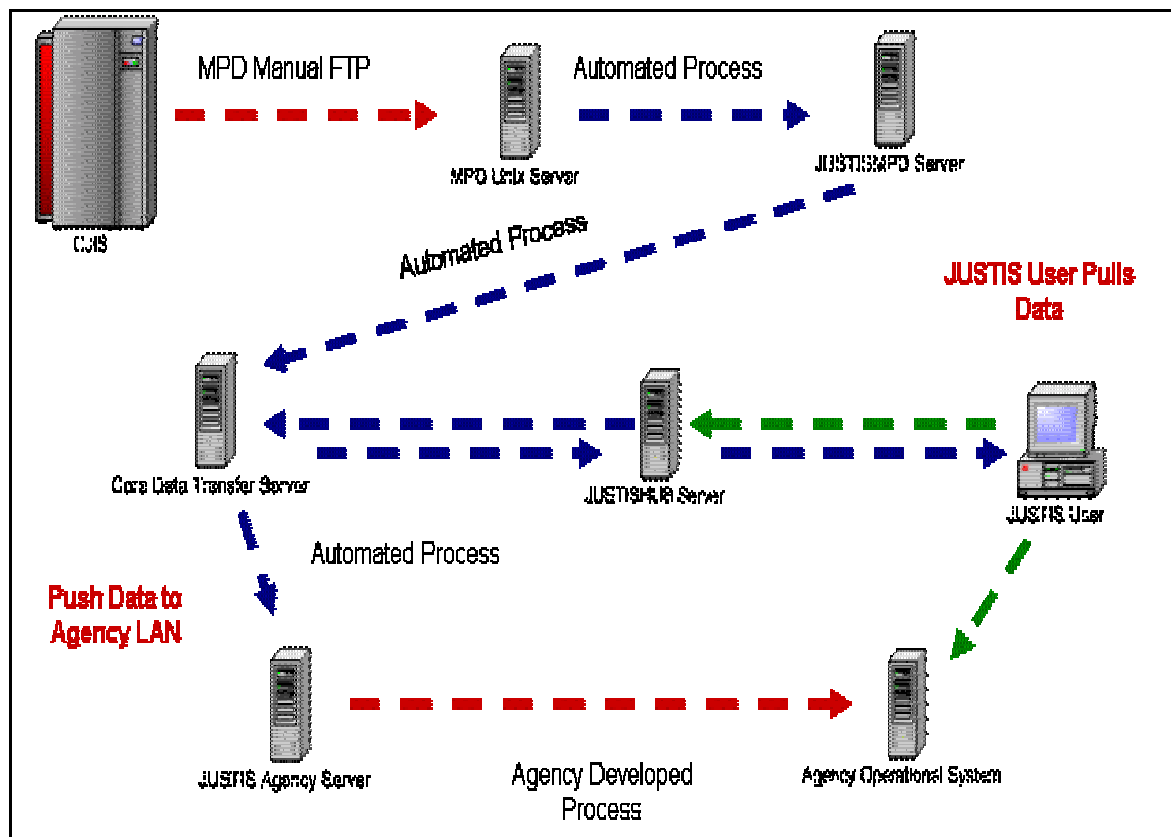 MPD Manual FTP
Automated Process
MPD Unix Server
JUSTISMPD Server
CJIS
Automated Process
JUSTIS User Pulls
Data
Core Data Transfer Server
JUSTISHUB Server
JUSTIS User
Automated Process
Push Data to
Agency LAN
JUSTIS Agency Server
Agency Developed
Process
Agency Operational System